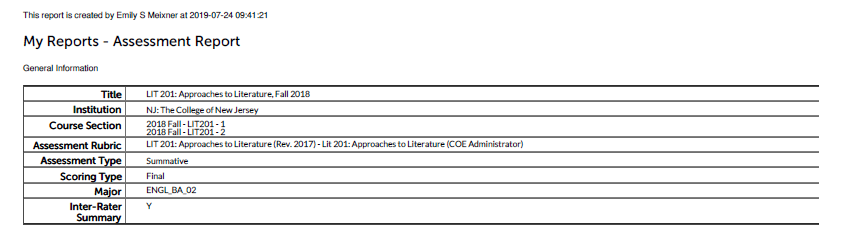 This report is created by Emily S Meixner at 2019-07-24 09:41:21
My Reports - Assessment Report
General Information
Title LIT 201: Approaches to Literature, Fall 2018
Institution NJ: The College of New Jersey
Course Section 2018 Fall - LIT201 - 1
2018 Fall - LIT201 - 2
Assessment Rubric LIT 201: Approaches to Literature (Rev. 2017) - Lit 201: Approaches to Literature (COE Administrator)
Assessment Type Summative
Scoring Type Final
Major ENGL_BA_02
Inter-Rater Y
Summary